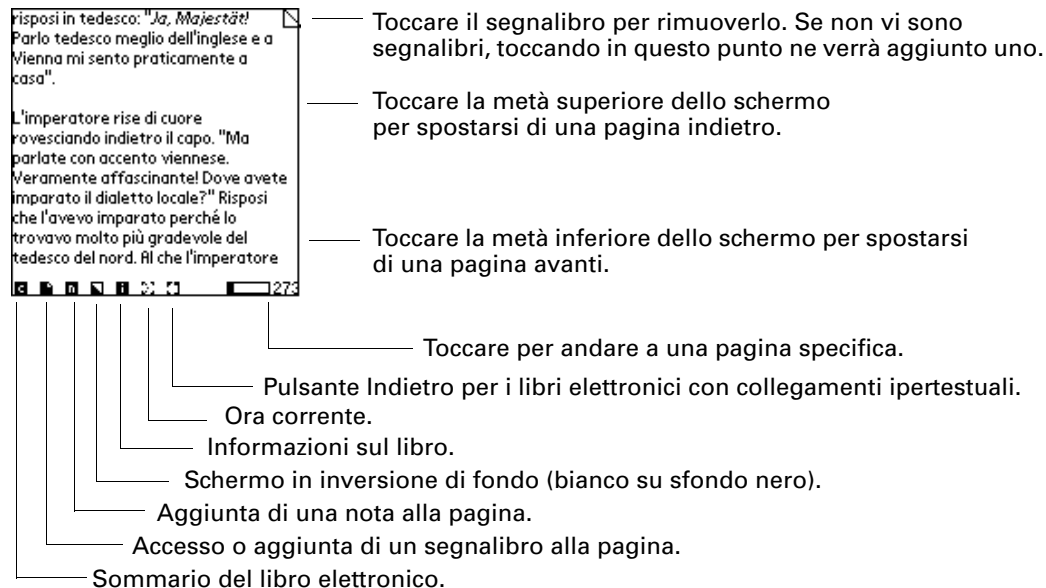 risposi in tedesco: "Ja, Majestät!
Parlo tedesco meglio dell'inglese e a
Vienna mi sento praticamente a
casa".
L'imperatore rise di cuore
rovesciando indietro il capo. "Ma
parlate con accento viennese.
Veramente affascinante! Dove avete
imparato il dialetto locale?" Risposi
che l'avevo imparato perché lo
trovavo molto più gradevole del
tedesco del nord. Al che l'imperatore
273
Toccare il segnalibro per rimuoverlo. Se non vi sono
segnalibri, toccando in questo punto ne verrà aggiunto uno.
Toccare la metà superiore dello schermo
per spostarsi di una pagina indietro.
Toccare la metà inferiore dello schermo per spostarsi
di una pagina avanti.
Toccare per andare a una pagina specifica.
Pulsante Indietro per i libri elettronici con collegamenti ipertestuali.
Ora corrente.
Informazioni sul libro.
Schermo in inversione di fondo (bianco su sfondo nero).
Aggiunta di una nota alla pagina.
Accesso o aggiunta di un segnalibro alla pagina.
Sommario del libro elettronico.